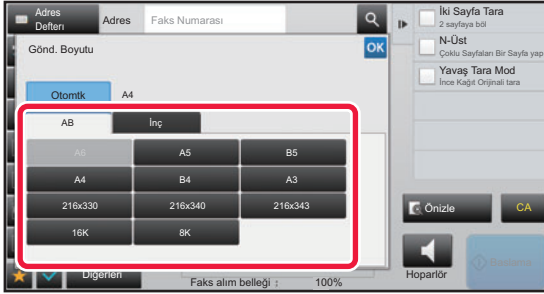 Adres
Defteri
Adres
Faks Numarası
Gönd. Boyutu
OK
Otomtk
A4
AB
İnç
A6
A5
B5
A4
B4
A3
216x330
216x340
216x343
16K
8K
Diğerleri
Faks alım belleği :
100%
İki Sayfa Tara
2 sayfaya böl
N-Üst
Çoklu Sayfaları Bir Sayfa yap
Yavaş Tara Mod
İnce Kağıt Orijinali tara
Önizle
CA
Hoparlör
Başlama